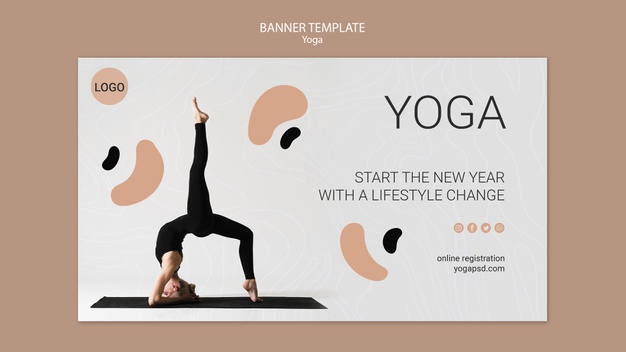 BANNER TEMPLATE
Yoga
LOGO
YOGA
START THE NEW YEAR
WITH A LIFESTYLE CHANGE
online registration
yogapsd.com